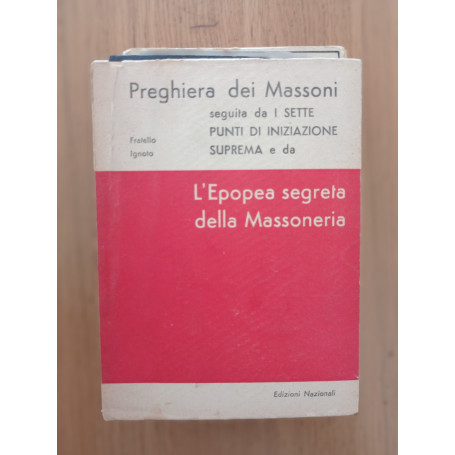 Preghiera dei Massoni
seguita da I SETTE
PUNTI DI INIZIAZIONE
SUPREMA e da
Fratello
Ignoto
L'Epopea segreta
della Massoneria
Edizioni Nazionali